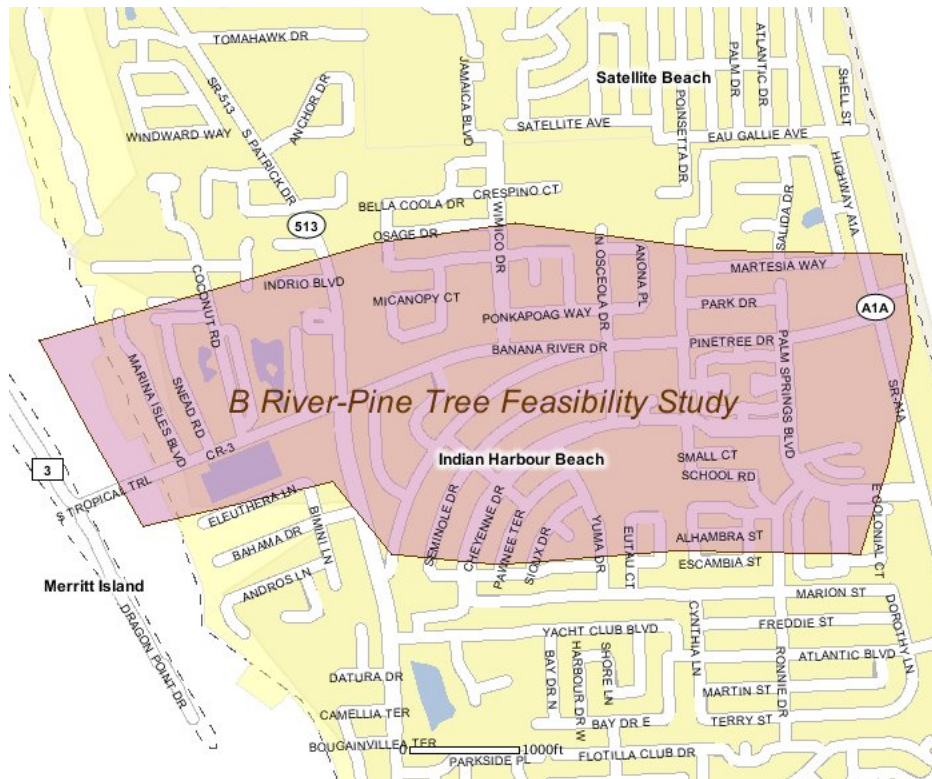 TOMAHAWK DR
SR-513
S PATRICK DR
ANCHOR DR
WINDWARD WAY
JAMAICA BLVD
Satellite Beach
PALM DR
ATLANTIC DR
SHELL ST
SATELLITE AVE
POINSETTA DR
EAU GALLIE AVE
HIGHWAY A1A
CRESPINO CT
BELLA COOLA DR
WIMICO DR
SALTUDA RD
513
OSAGE DR
N OSCEOLA DR
ANONA PL
MARTESIA WAY
COCONUT RD
INDRIO BLVD
MICANOPY CT
PONKAPOAG WAY
PARK DR
A1A
BANANA RIVER DR
PINETREE DR
MARINA ISLES BLVD
SNEAD RD
PALM SPRINGS BLVD
SR-A1A
B River-Pine Tree Feasibility Study
CR-3
Indian Harbour Beach
SMALL CT
SCHOOL RD
3
S TROPICAL TRL
ELEUTHERA LN
BIMINI LN
SEMINOLE DR
CHEYENNE DR
PAWNEE TER
SIOUX DR
YUMA DR
EUTAU CT
ALHAMBRA ST
ESCAMBIA ST
E COLONIAL CT
BAHAMA DR
ANDROS LN
Merritt Island
DRAGON POINT DR
MARION ST
FREDDIE ST
CYNTHIA LN
DOROTHY LN
YACHT CLUB BLVD
ATLANTIC BLVD
RONNIE DR
BAY DR N
HARBOUR DR W
SHORE LN
DATURA DR
MARTIN ST
CAMELLIA TER
BAY DR E
TERRY ST
BOUGAINVILLEA TER
0
1000ft
PARKSIDE PL
FLOTILLA CLUB DR